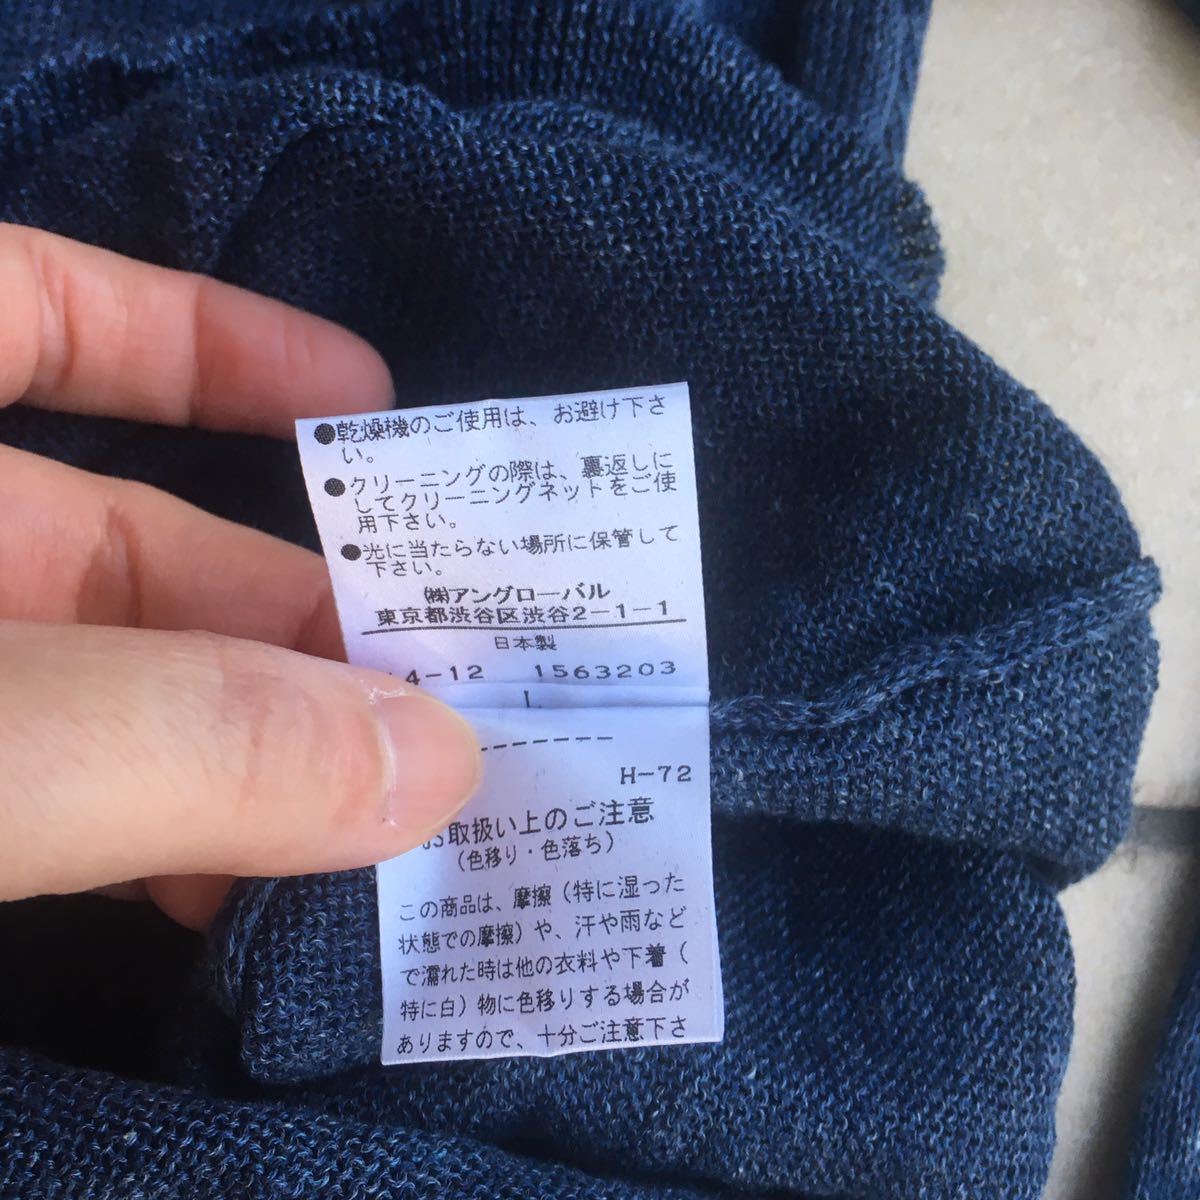 ●乾燥機のご使用は、お避け下さ
い。
●クリーニングの際は、裏返しに
してクリーニングネットをご使
用下さい。
●光に当たらない場所に保管して
下さい。
㈱アングローバル
東京都渋谷区渋谷2-1-1
日本製
4-12 1563203
L
--------
H-72
取扱い上のご注意
(色移り・色落ち)
この商品は、摩擦(特に湿った
状態での摩擦)や、汗や雨など
で濡れた時は他の衣料や下着(
特に白)物に色移りする場合が
ありますので、十分ご注意下さ